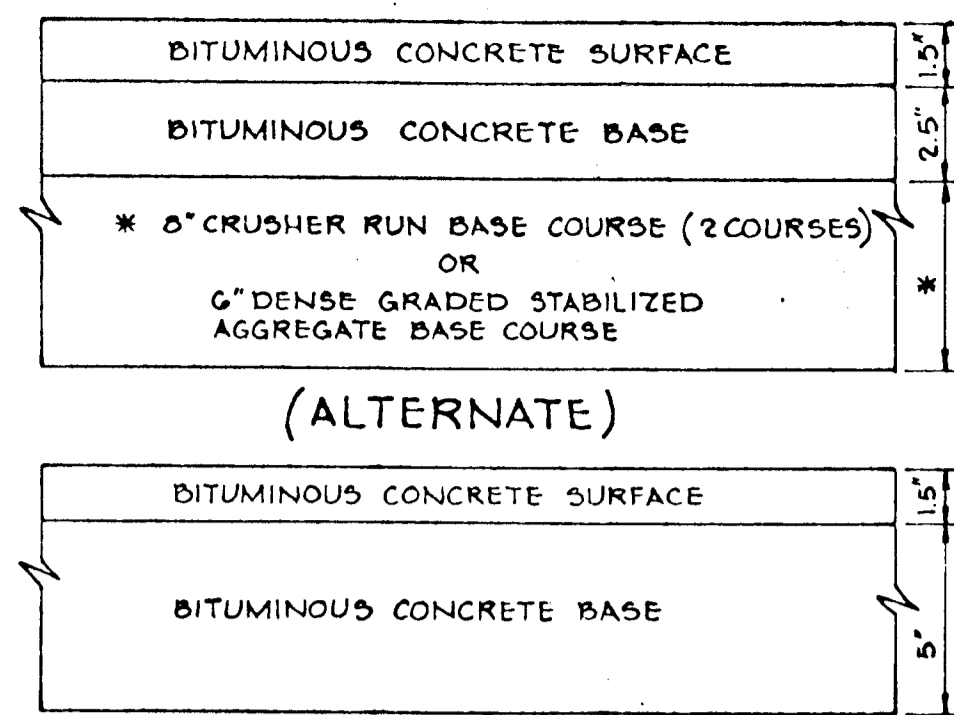 BITUMINOUS CONCRETE SURFACE
1.5"
BITUMINOUS CONCRETE BASE
2.5"
* 8" CRUSHER RUN BASE COURSE (2 COURSES)
OR
6" DENSE GRADED STABILIZED
AGGREGATE BASE COURSE
*
(ALTERNATE)
BITUMINOUS CONCRETE SURFACE
1.5"
BITUMINOUS CONCRETE BASE
5"